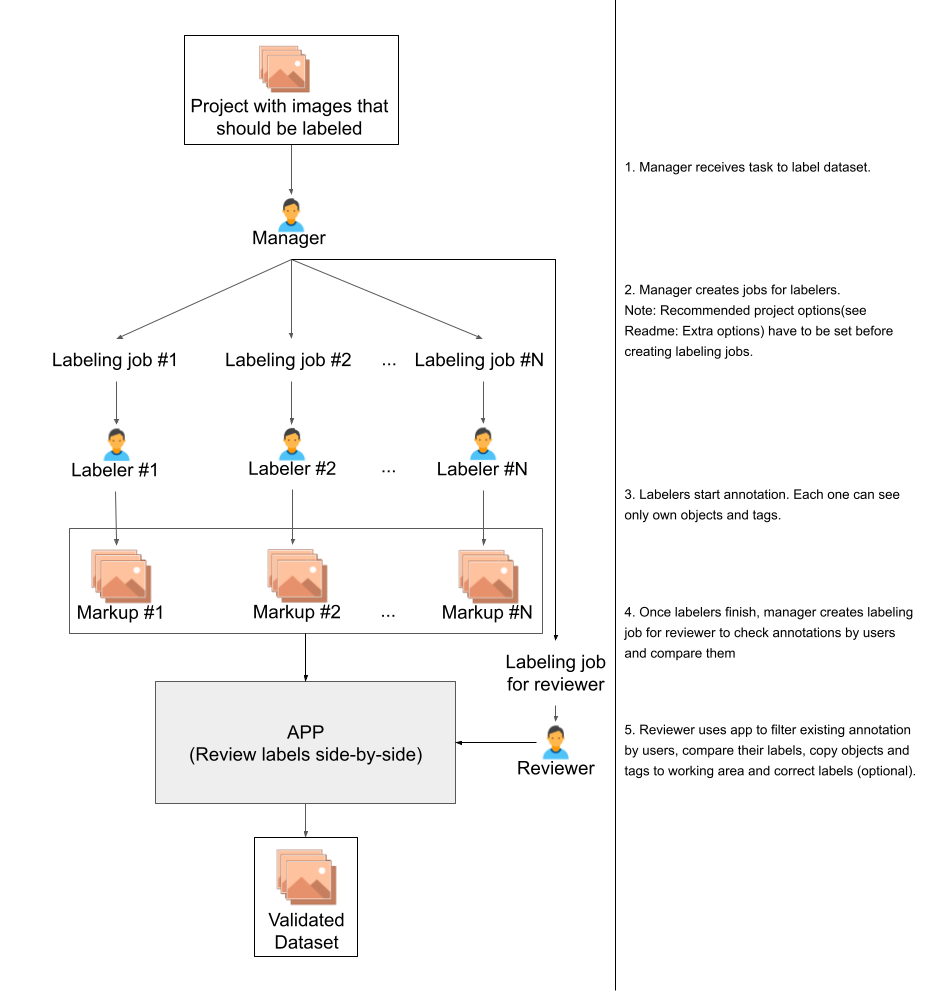 Project with images that
should be labeled
1. Manager receives task to label dataset.
Manager
2. Manager creates jobs for labelers.
Note: Recommended project options(see
Readme: Extra options) have to be set before
creating labeling jobs.
Labeling job #1
Labeling job #2
...
Labeling job #N
Labeler #1
Labeler #2
...
Labeler #N
3. Labelers start annotation. Each one can see
only own objects and tags.
Markup #1
Markup #2
...
Markup #N
4. Once labelers finish, manager creates labeling
job for reviewer to check annotations by users
and compare them
Labeling job
for reviewer
APP
(Review labels side-by-side)
Reviewer
5. Reviewer uses app to filter existing annotation
by users, compare their labels, copy objects and
tags to working area and correct labels (optional).
Validated
Dataset